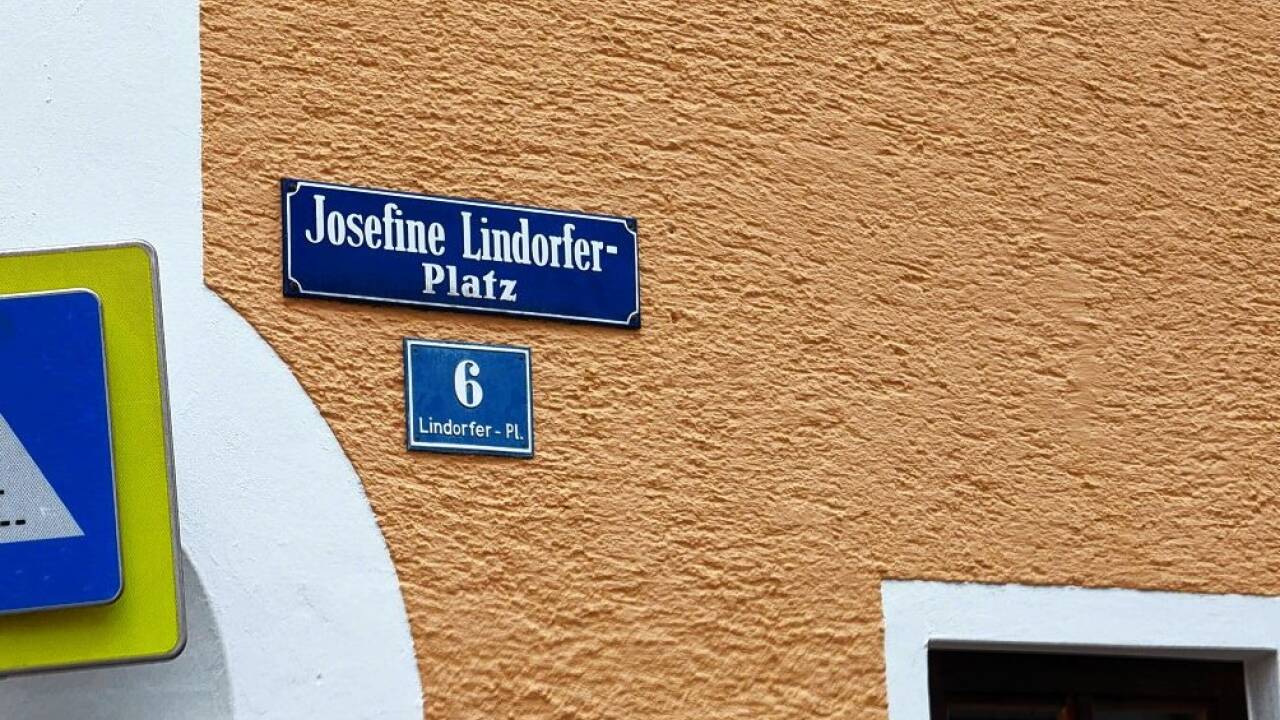 Josefine Lindorfer-
Platz
6
Lindorfer - Pl.